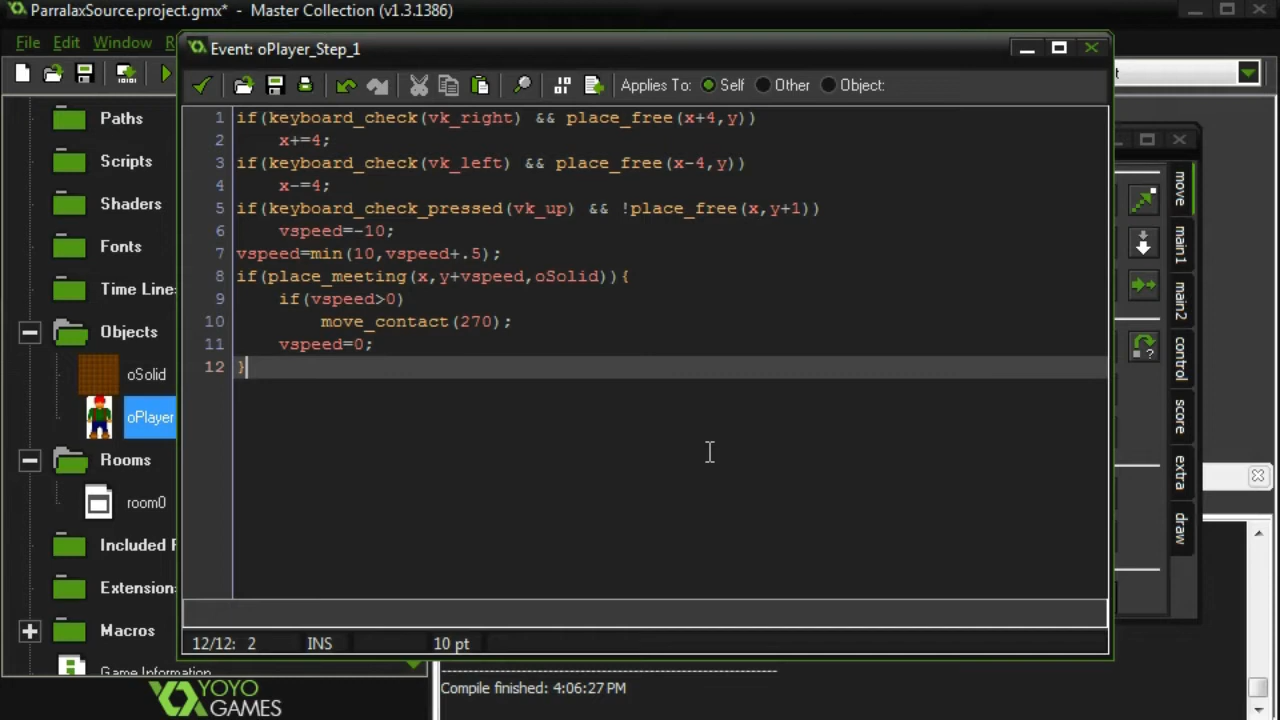 ParralaxSource.project.gmx* - Master Collection (v1.3.1386)
File Edit Window R
Event: oPlayer_Step_1
Applies To: Self Other Object:
1 if(keyboard_check(vk_right) && place_free(x+4,y))
2 x+=4;
3 if(keyboard_check(vk_left) && place_free(x-4,y))
4 x-=4;
5 if(keyboard_check_pressed(vk_up) && !place_free(x,y+1))
6 vspeed=-10;
7 vspeed=min(10,vspeed+.5);
8 if(place_meeting(x,y+vspeed,oSolid)){
9 if(vspeed>0)
10 move_contact(270);
11 vspeed=0;
12 }
12/12: 2 INS 10 pt
Paths
Scripts
Shaders
Fonts
Time Line
Objects
oSolid
oPlayer
Rooms
room0
Included F
Extension
Macros
Game Information
move
main1
main2
control
score
extra
draw
t
Compile finished: 4:06:27 PM
YOYO
GAMES